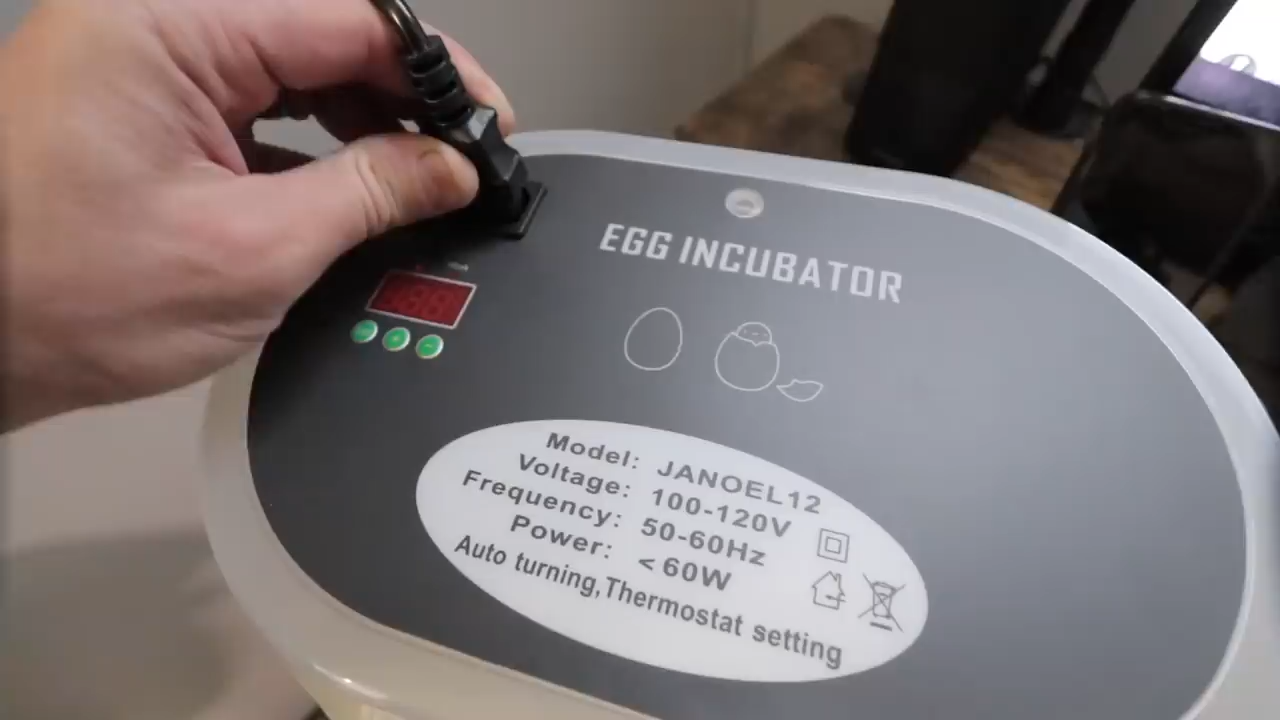 EGG INCUBATOR
Model: JANOEL12
Voltage: 100-120V
Frequency: 50-60Hz
Power: <60W
Auto turning,Thermostat setting